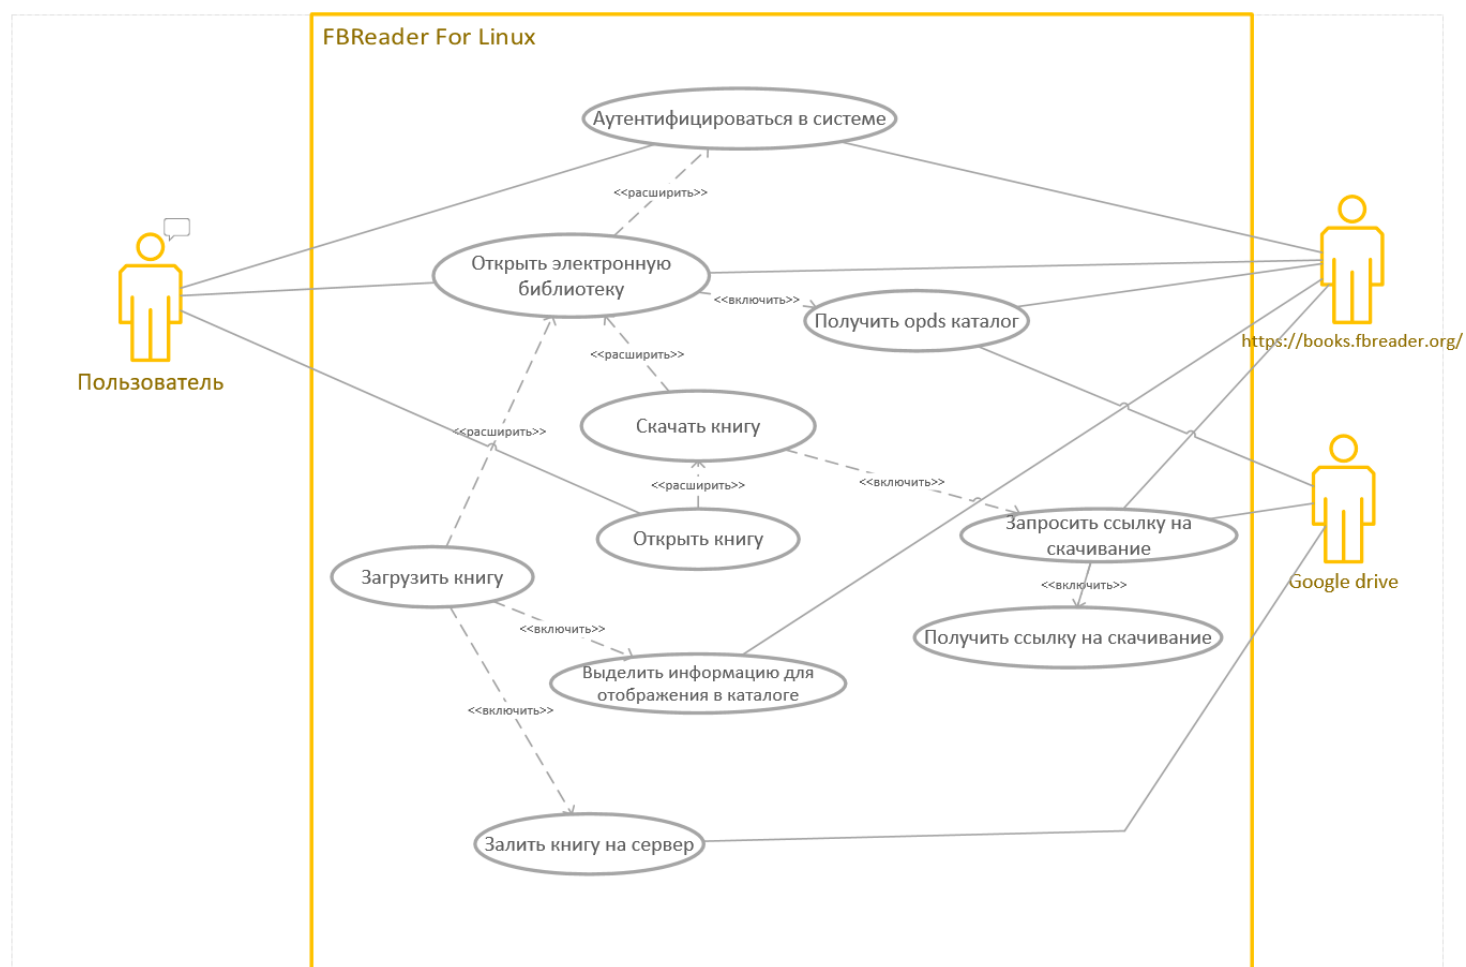 FBReader For Linux
Аутентифицироваться в системе
<<расширить>>
Открыть электронную
библиотеку
<<включить>>
Получить opds каталог
https://books.fbreader.org/
Пользователь
<<расширить>>
Скачать книгу
<<расширить>>
<<включить>>
<<расширить>>
Запросить ссылку на
скачивание
Открыть книгу
Загрузить книгу
<<включить>>
Google drive
<<включить>>
Получить ссылку на скачивание
Выделить информацию для
отображения в каталоге
<<включить>>
Залить книгу на сервер